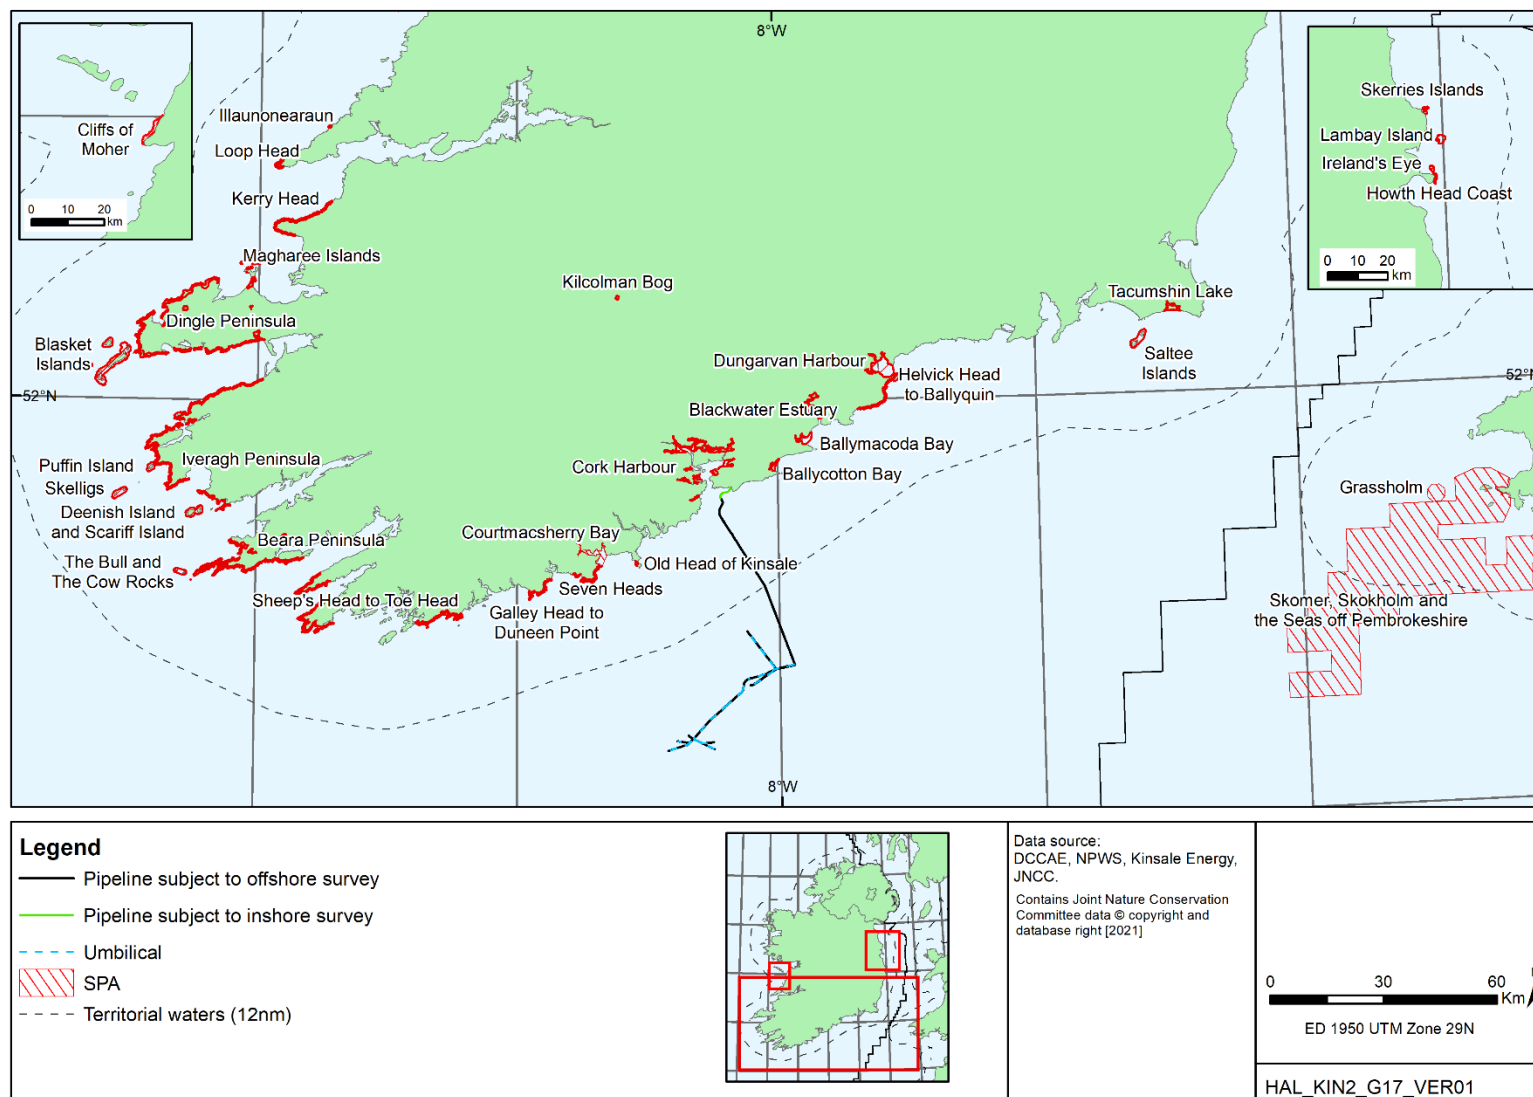 8°W
Cliffs of
Moher
0 10 20
km
Illaunonearaun
Loop Head
Kerry Head
Magharee Islands
Dingle Peninsula
Blasket
Islands
52°N
Kilcolman Bog
Skerries Islands
Lambay Island
Ireland's Eye
Howth Head Coast
0 10 20
km
Tacumshin Lake
Saltee
Islands
52°N
Dungarvan Harbour
Helvick Head
to Ballyquin
Blackwater Estuary
Ballymacoda Bay
Cork Harbour
Ballycotton Bay
Puffin Island
Iveragh Peninsula
Skelligs
Deenish Island
and Scariff Island
Beara Peninsula
The Bull and
The Cow Rocks
Sheep's Head to Toe Head
Courtmacsherry Bay
Old Head of Kinsale
Seven Heads
Galley Head to
Duneen Point
Grassholm
Skomer, Skokholm and
the Seas off Pembrokeshire
8°W
Legend
Pipeline subject to offshore survey
Pipeline subject to inshore survey
Umbilical
SPA
Territorial waters (12nm)
Data source:
DCCAE, NPWS, Kinsale Energy,
JNCC.
Contains Joint Nature Conservation
Committee data © copyright and
database right [2021]
0 30 60
Km
ED 1950 UTM Zone 29N
HAL_KIN2_G17_VER01